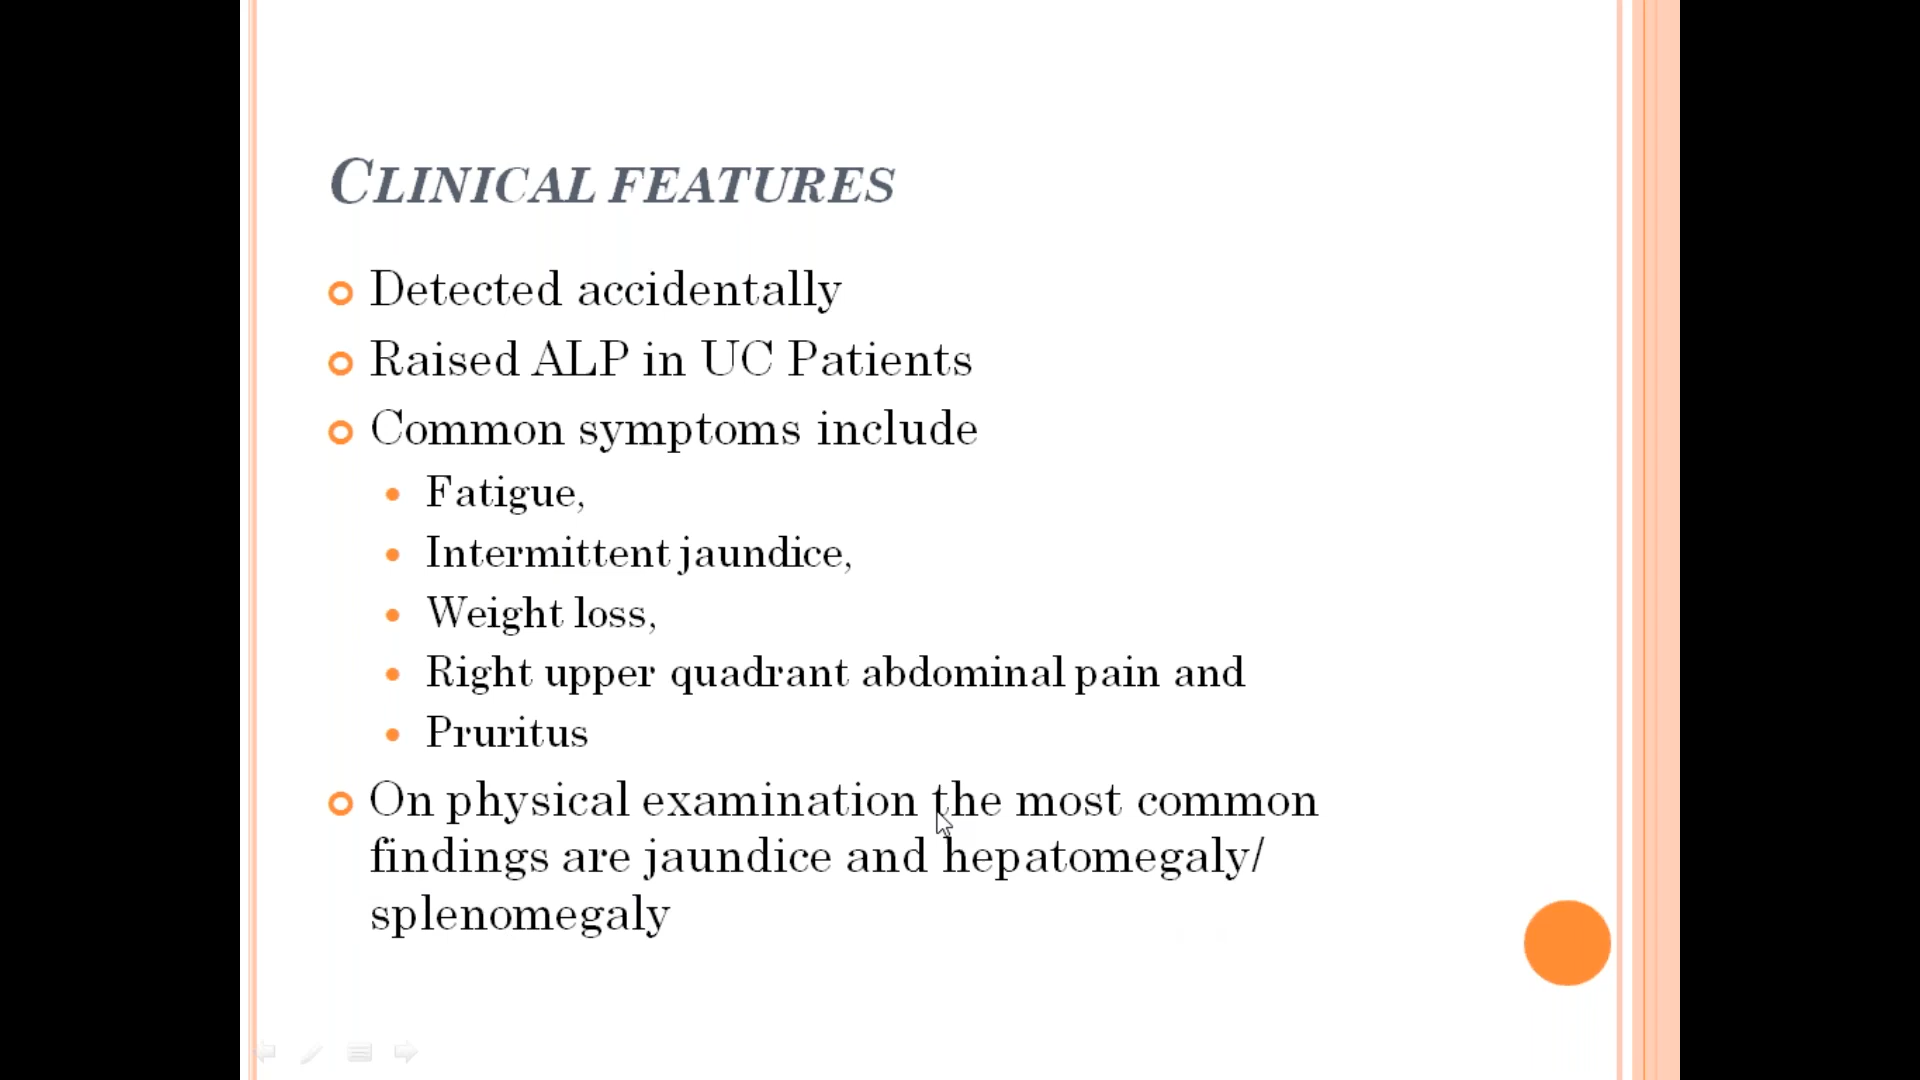 CLINICAL FEATURES
Detected accidentally
Raised ALP in UC Patients
Common symptoms include
Fatigue,
Intermittent jaundice,
Weight loss,
Right upper quadrant abdominal pain and
Pruritus
On physical examination the most common
findings are jaundice and hepatomegaly/
splenomegaly